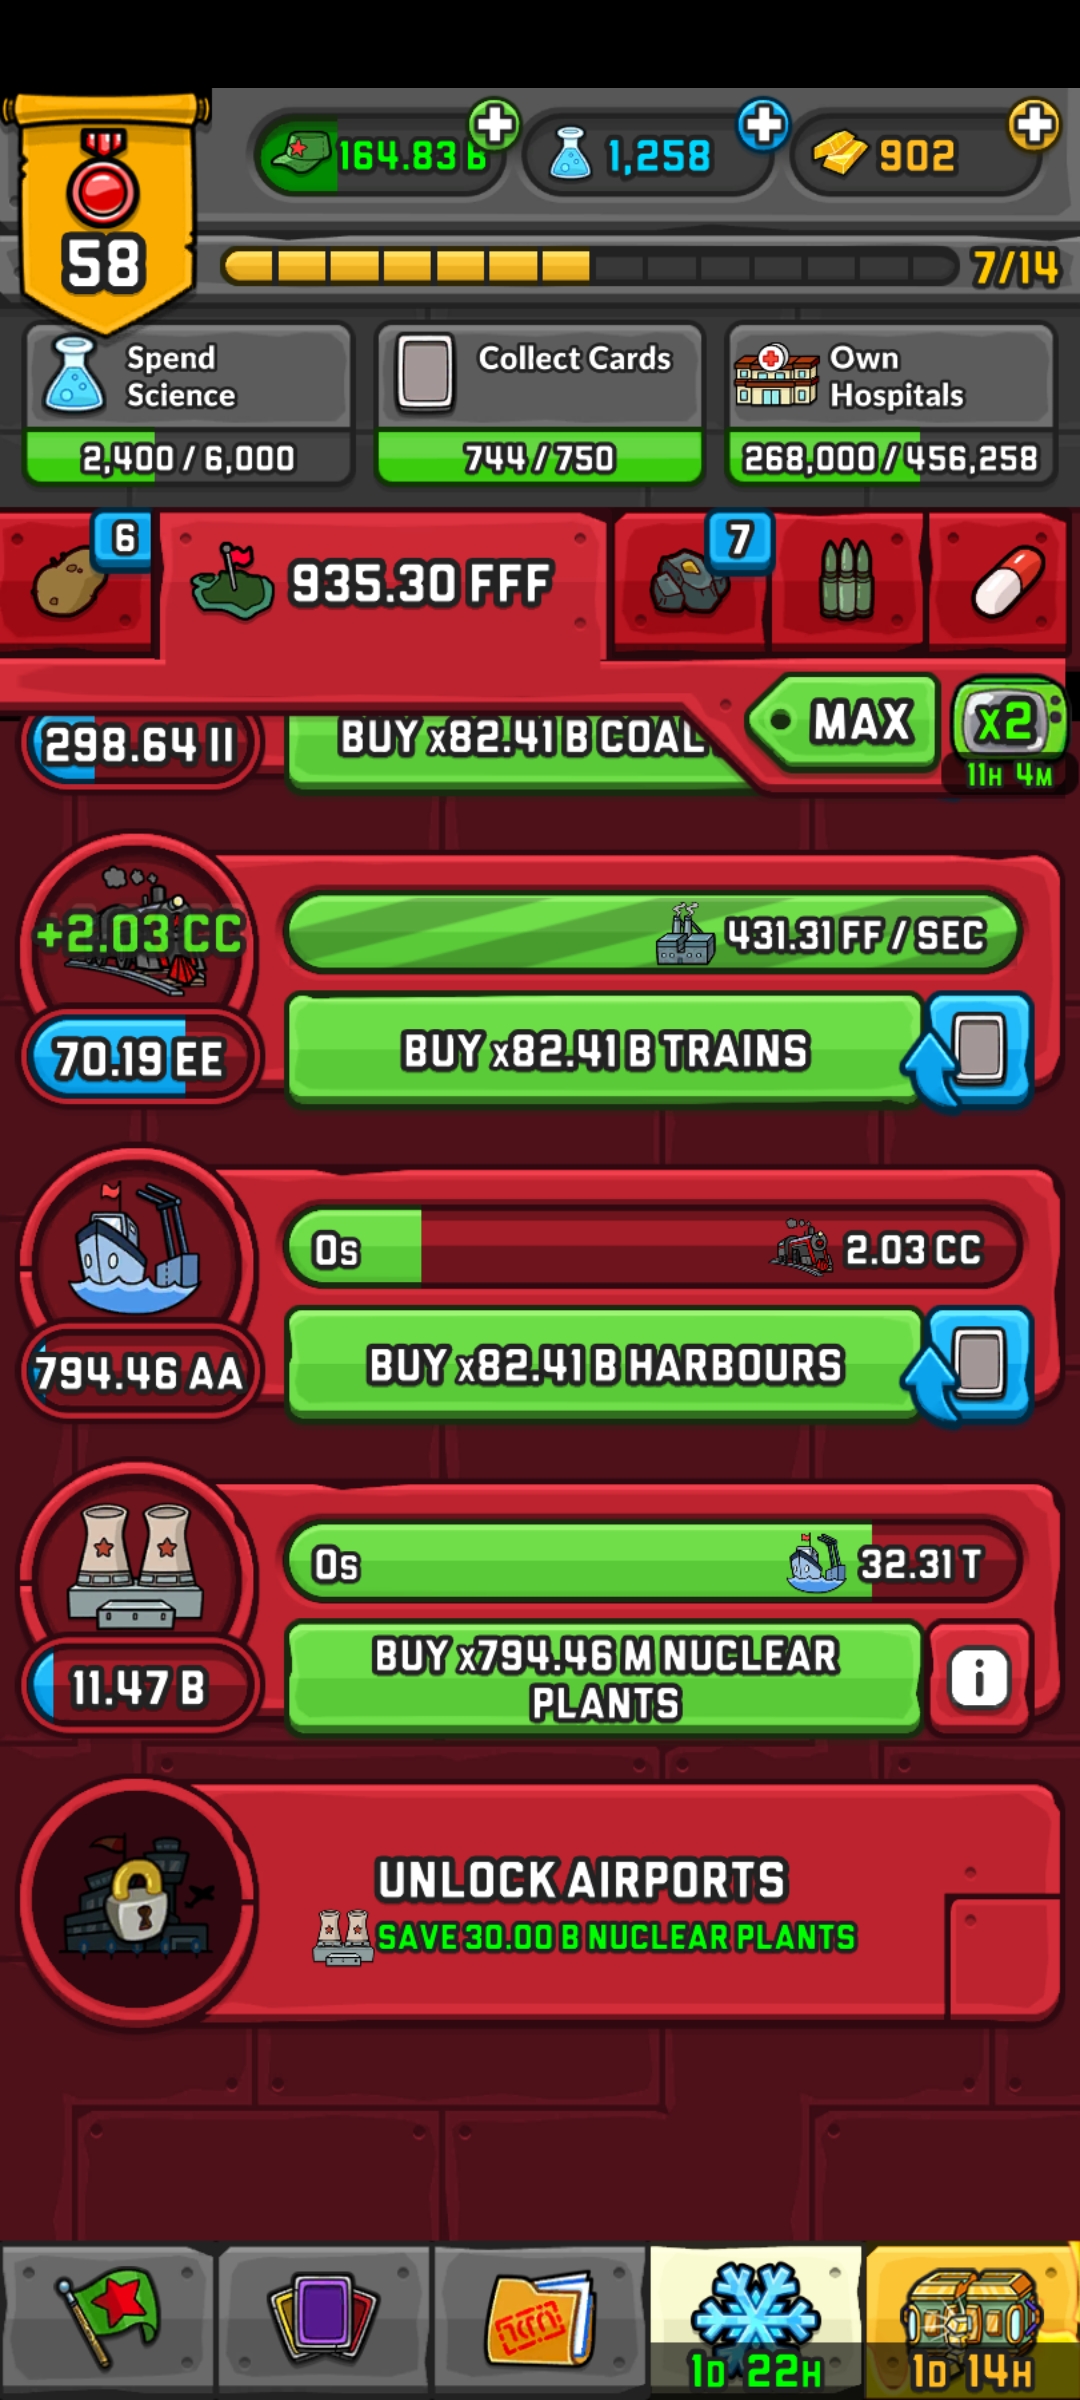 164.83 B
1,258
902
58
7/14
Spend
Science
Collect Cards
Own
Hospitals
2,400 / 6,000
744 / 750
268,000 / 456,258
6
935.30 FFF
7
298.64 II
BUY x82.41 B COAL
MAX
x2
11H 4M
+2.03 CC
431.31 FF / SEC
70.19 EE
BUY x82.41 B TRAINS
0s
2.03 CC
794.46 AA
BUY x82.41 B HARBOURS
0s
32.31 T
11.47 B
BUY x794.46 M NUCLEAR
PLANTS
i
UNLOCK AIRPORTS
SAVE 30.00 B NUCLEAR PLANTS
1D 22H
1D 14H